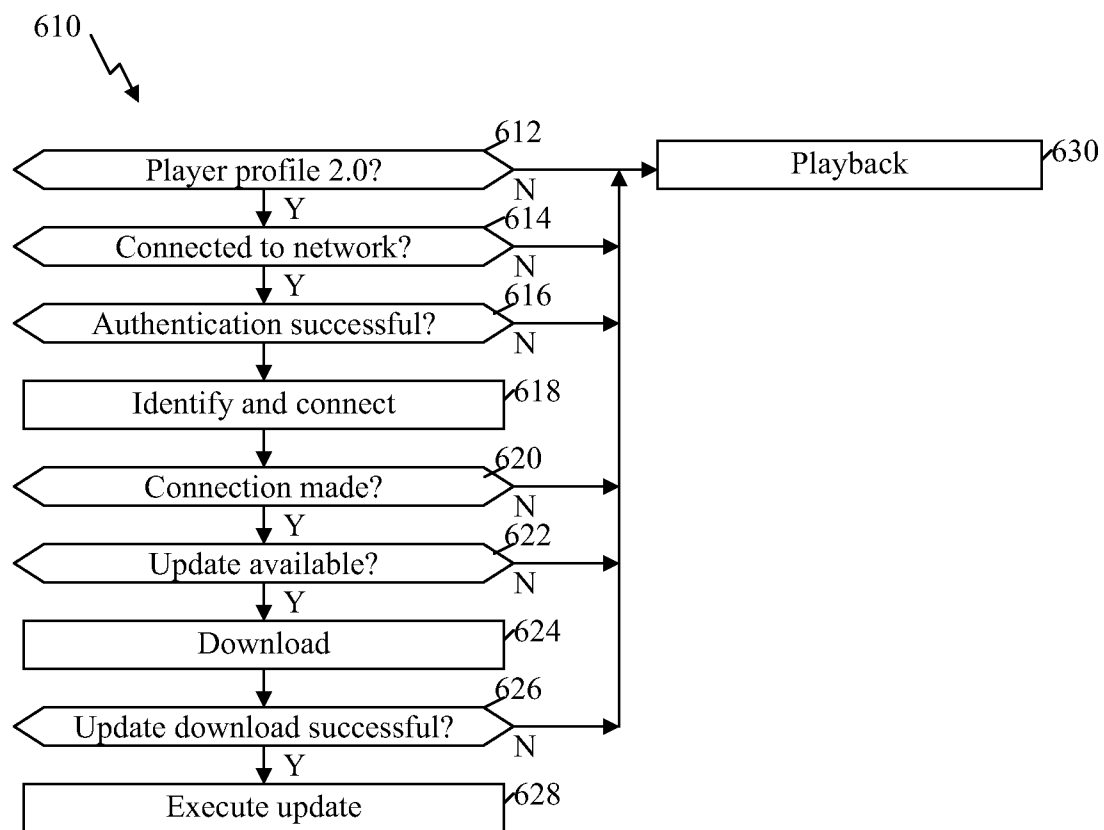 610
612
Player profile 2.0?
N
Playback
630
Y
614
Connected to network?
N
Y
616
Authentication successful?
N
Identify and connect
618
620
Connection made?
N
Y
622
Update available?
N
Y
Download
624
626
Update download successful?
N
Y
Execute update
628